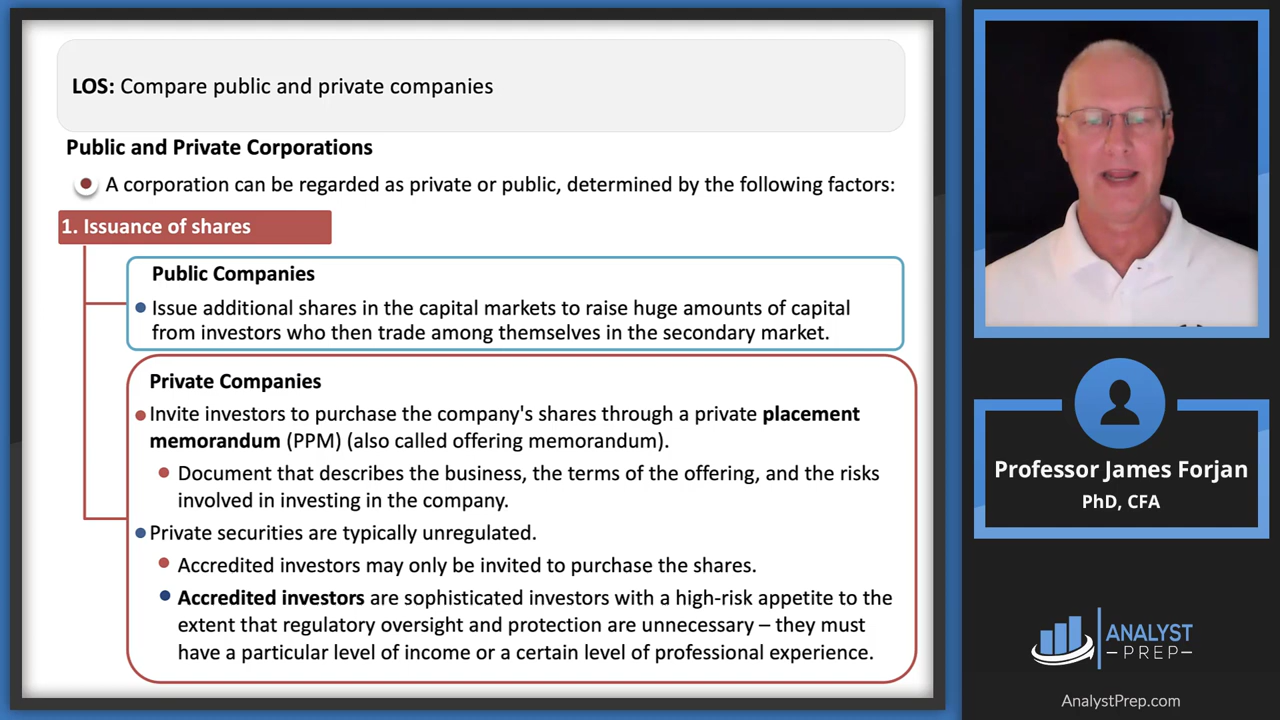 LOS: Compare public and private companies
Public and Private Corporations
A corporation can be regarded as private or public, determined by the following factors:
1. Issuance of shares
Public Companies
Issue additional shares in the capital markets to raise huge amounts of capital
from investors who then trade among themselves in the secondary market.
Private Companies
Invite investors to purchase the company's shares through a private placement
memorandum (PPM) (also called offering memorandum).
Document that describes the business, the terms of the offering, and the risks
involved in investing in the company.
Private securities are typically unregulated.
Accredited investors may only be invited to purchase the shares.
Accredited investors are sophisticated investors with a high-risk appetite to the
extent that regulatory oversight and protection are unnecessary – they must
have a particular level of income or a certain level of professional experience.
Professor James Forjan
PhD, CFA
ANALYST
–PREP–
AnalystPrep.com